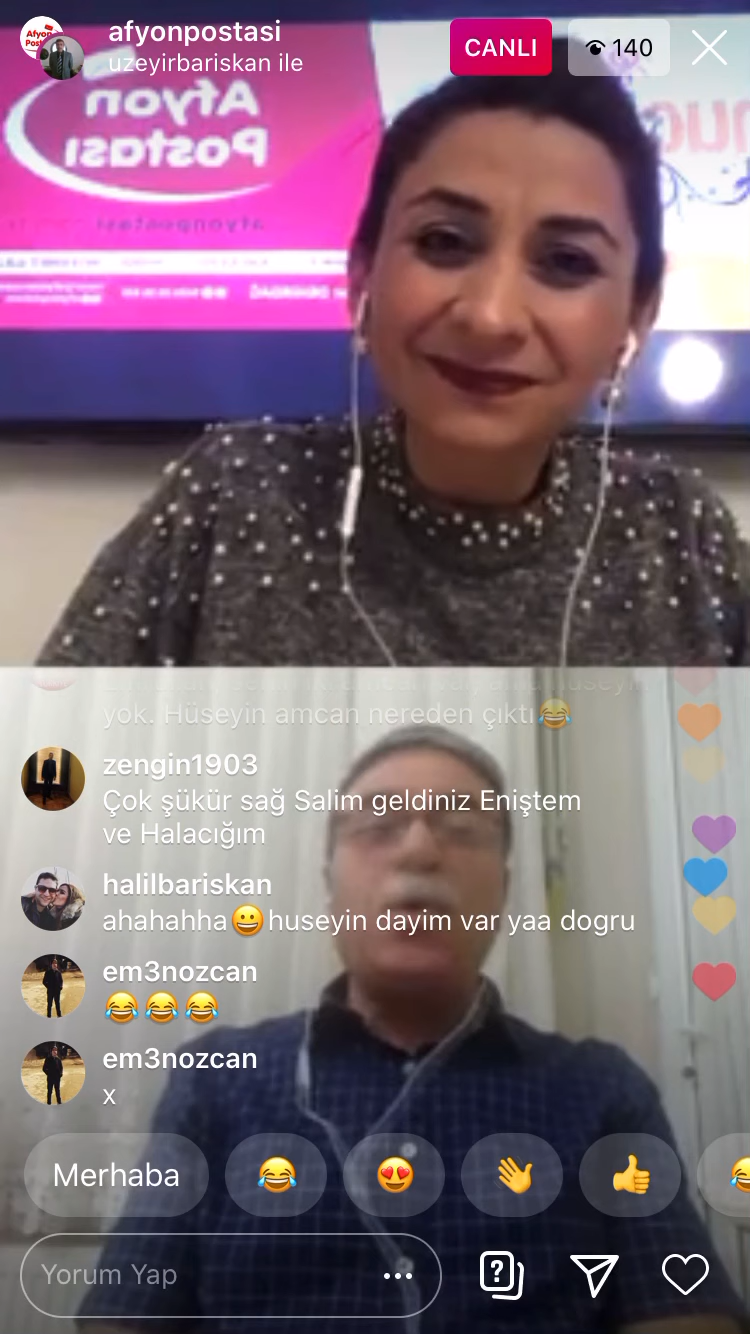 afyonpostasi
uzeyirbariskan ile
CANLI
140
Afyon
Postası
afyonpostasi
yok. Hüseyin amcan nereden çıktı😂
zengin1903
Çok şükür sağ Salim geldiniz Eniştem
ve Halacığım
halilbariskan
ahahahha😀huseyin dayim var yaa dogru
em3nozcan
😂😂😂
em3nozcan
x
Merhaba
😂 😍 👋 👍
Yorum Yap